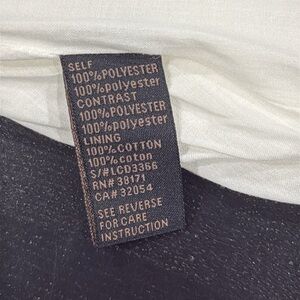 SELF
100%POLYESTER
100%polyester
CONTRAST
100%POLYESTER
100%polyester
LINING
100%COTTON
100%coton
S/#LCD3366
RN# 38171
CA# 32054
SEE REVERSE
FOR CARE
INSTRUCTION